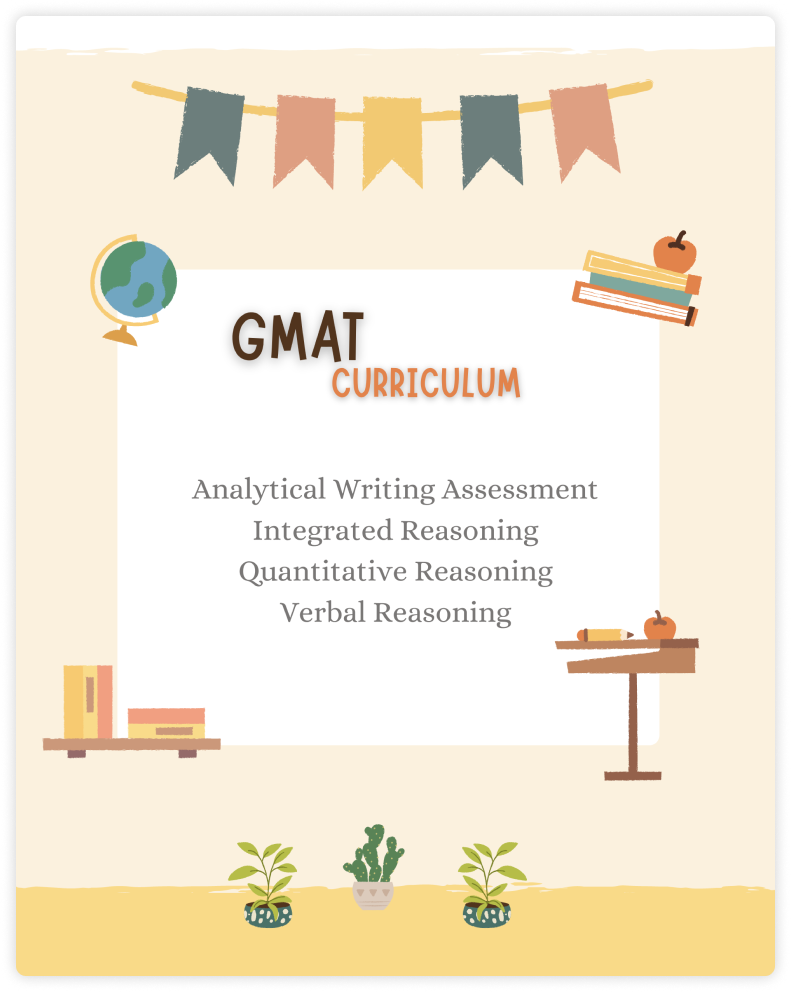 GMAT
CURRICULUM
Analytical Writing Assessment
Integrated Reasoning
Quantitative Reasoning
Verbal Reasoning